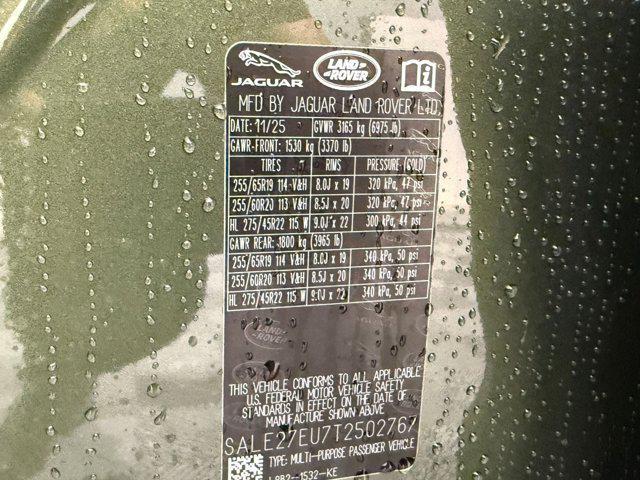 JAGUAR
LAND ROVER
MFD BY JAGUAR LAND ROVER LTD
DATE: 11/25 GVWR 3165 kg (6975 lb)
GAWR-FRONT: 1530 kg (3370 lb)
TIRES RIMS PRESSURE (COLD)
255/65R19 114 V&H 8.0J x 19 320 kPa, 47 psi
255/60R20 113 V&H 8.5J x 20 320 kPa, 47 psi
HL 275/45R22 115 W 9.0J x 22 300 kPa, 44 psi
GAWR REAR: 1800 kg (3965 lb)
255/65R19 114 V&H 8.0J x 19 340 kPa, 50 psi
255/60R20 113 V&H 8.5J x 20 340 kPa, 50 psi
HL 275/45R22 115 W 9.0J x 22 340 kPa, 50 psi
LAND ROVER
THIS VEHICLE CONFORMS TO ALL APPLICABLE
U.S. FEDERAL MOTOR VEHICLE SAFETY
STANDARDS IN EFFECT ON THE DATE OF
MANUFACTURE SHOWN ABOVE
SALE27EU7T2502767
TYPE: MULTI-PURPOSE PASSENGER VEHICLE
L8B2-1532-KE